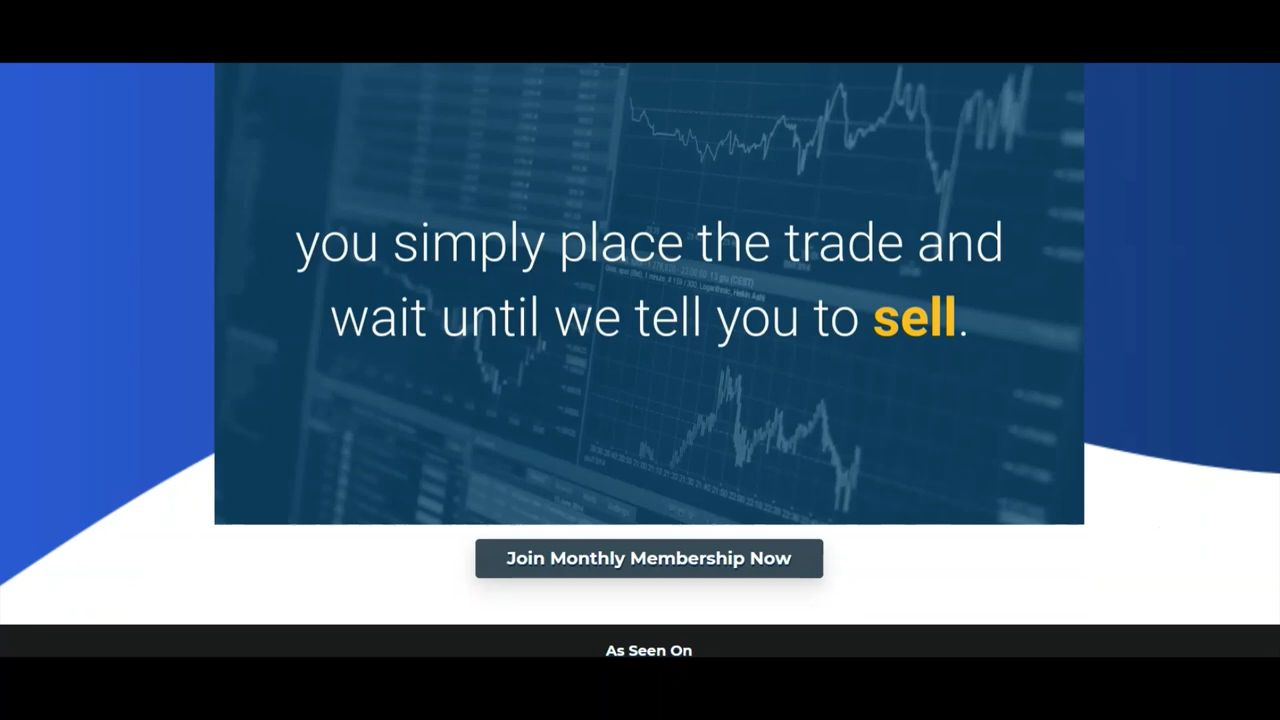 you simply place the trade and
wait until we tell you to sell.
Join Monthly Membership Now
As Seen On